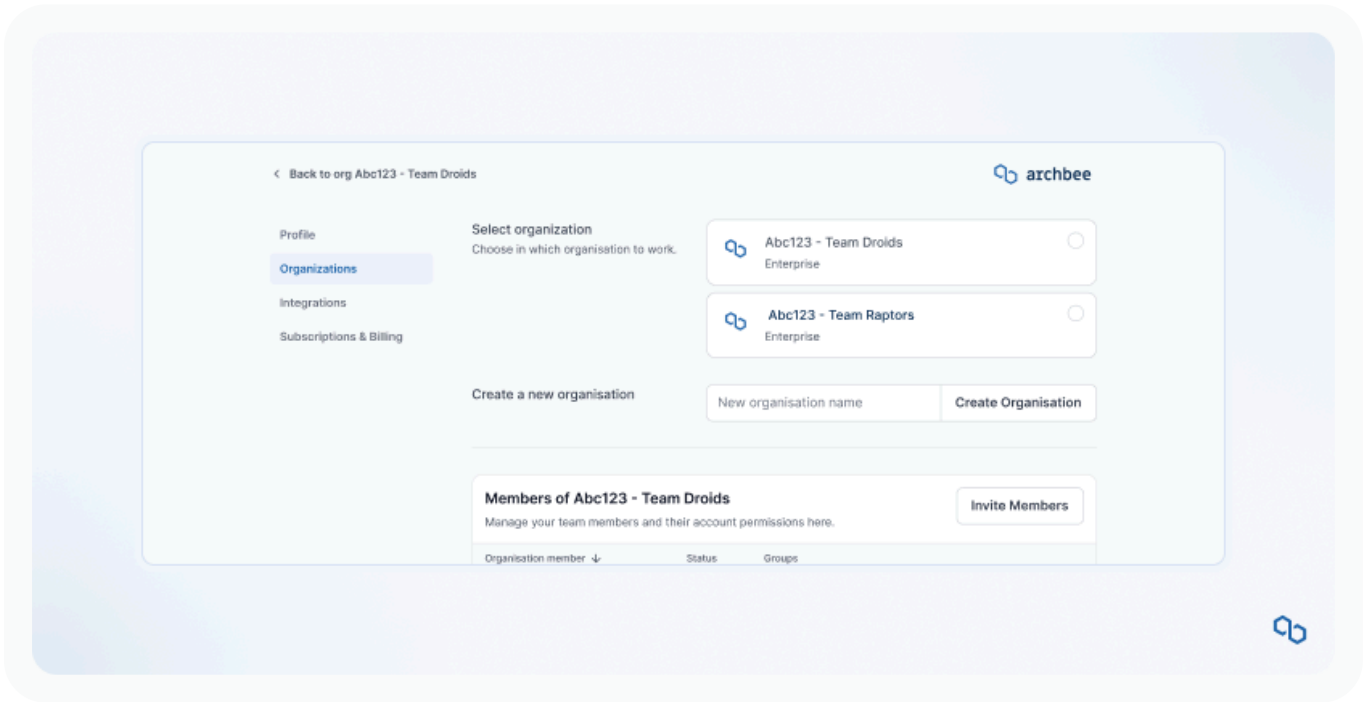 Back to org Abc123 - Team Droids
archbee
Profile
Organizations
Integrations
Subscriptions & Billing
Select organization
Choose in which organisation to work.
Abc123 - Team Droids
Enterprise
Abc123 - Team Raptors
Enterprise
Create a new organisation
New organisation name
Create Organisation
Members of Abc123 - Team Droids
Manage your team members and their account permissions here.
Invite Members
Organisation member ↓ Status Groups